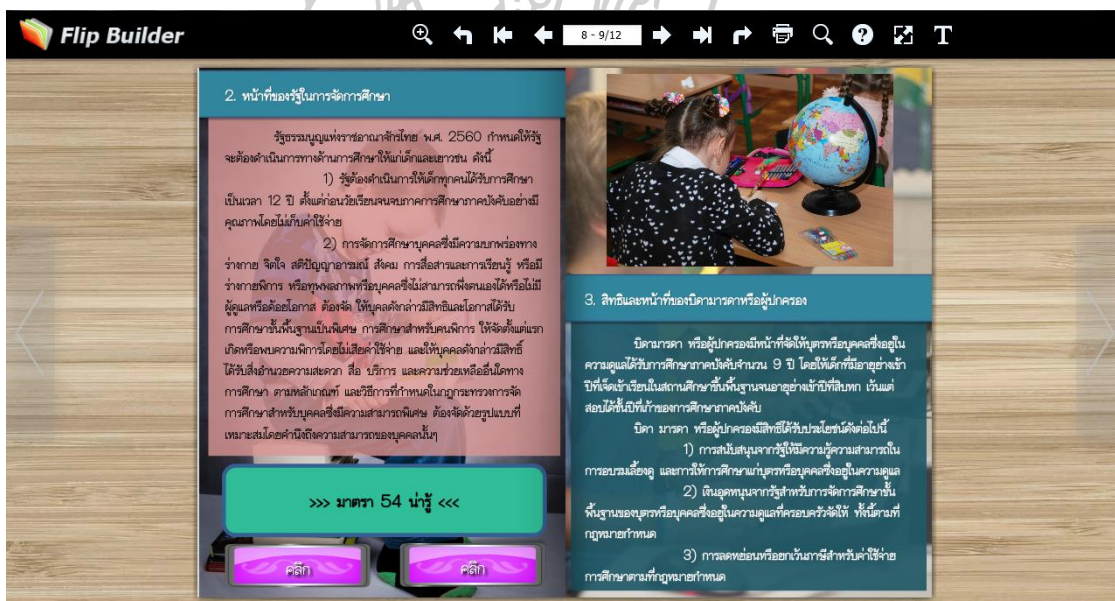 Flip Builder
8 - 9/12
T
2. หน้าที่ของรัฐในการจัดการศึกษา
รัฐธรรมนูญแห่งราชอาณาจักรไทย พ.ศ. 2560 กำหนดให้รัฐ
จะต้องดำเนินการทางด้านการศึกษาให้แก่เด็กและเยาวชน ดังนี้
1) รัฐต้องดำเนินการให้เด็กทุกคนได้รับการศึกษา
เป็นเวลา 12 ปี ตั้งแต่ก่อนวัยเรียนจนจบภาคการศึกษาภาคบังคับอย่างมี
คุณภาพโดยไม่เก็บค่าใช้จ่าย
2) การจัดการศึกษาบุคคลซึ่งมีความบกพร่องทาง
ร่างกาย จิตใจ สติปัญญาอารมณ์ สังคม การสื่อสารและการเรียนรู้ หรือมี
ร่างกายพิการ หรือทุพพลภาพหรือบุคคลซึ่งไม่สามารถพึ่งตนเองได้หรือไม่มี
ผู้ดูแลหรือด้อยโอกาส ต้องจัด ให้บุคลดังกล่าวมีสิทธิและโอกาสได้รับ
การศึกษาขั้นพื้นฐานเป็นพิเศษ การศึกษาสำหรับคนพิการ ให้จัดตั้งแต่แรก
เกิดหรือพบความพิการโดยไม่เสียค่าใช้จ่าย และให้บุคคลดังกล่าวมีสิทธิ์
ได้รับสิ่งอำนวยความสะดวก สื่อ บริการ และความช่วยเหลืออื่นใดทาง
การศึกษา ตามหลักเกณฑ์ และวิธีการที่กำหนดในกฎกระทรวงการจัด
การศึกษาสำหรับบุคคลซึ่งมีความสามารถพิเศษ ต้องจัดด้วยรูปแบบที่
เหมาะสมโดยคำนึงถึงความสามารถของบุคคลนั้นๆ
>>> มาตรา 54 น่ารู้ <<<
คลิก
คลิก
3. สิทธิและหน้าที่ของบิดามารดาหรือผู้ปกครอง
บิดามารดา หรือผู้ปกครองมีหน้าที่จัดให้บุตรหรือบุคคลซึ่งอยู่ใน
ความดูแลได้รับการศึกษาภาคบังคับจำนวน 9 ปี โดยให้เด็กที่มีอายุย่างเข้า
ปีที่เจ็ดเข้าเรียนในสถานศึกษาขึ้นพื้นฐานจนอายุย่างเข้าปีที่สิบหก เว้นแต่
สอบได้ชั้นปีที่เก้าของการศึกษาภาคบังคับ
บิดา มารดา หรือผู้ปกครองมีสิทธิได้รับประโยชน์ดังต่อไปนี้
1) การสนับสนุนจากรัฐให้มีความรู้ความสามารถใน
การอบรมเลี้ยงดู และการให้การศึกษาแก่บุตรหรือบุคคลซึ่งอยู่ในความดูแล
2) เงินอุดหนุนจากรัฐสำหรับการจัดการศึกษาขั้น
พื้นฐานของบุตรหรือบุคคลซึ่งอยู่ในความดูแลที่ครอบครัวจัดให้ ทั้งนี้ตามที่
กฎหมายกำหนด
3) การลดหย่อนหรือยกเว้นภาษีสำหรับค่าใช้จ่าย
การศึกษาตามที่กฎหมายกำหนด